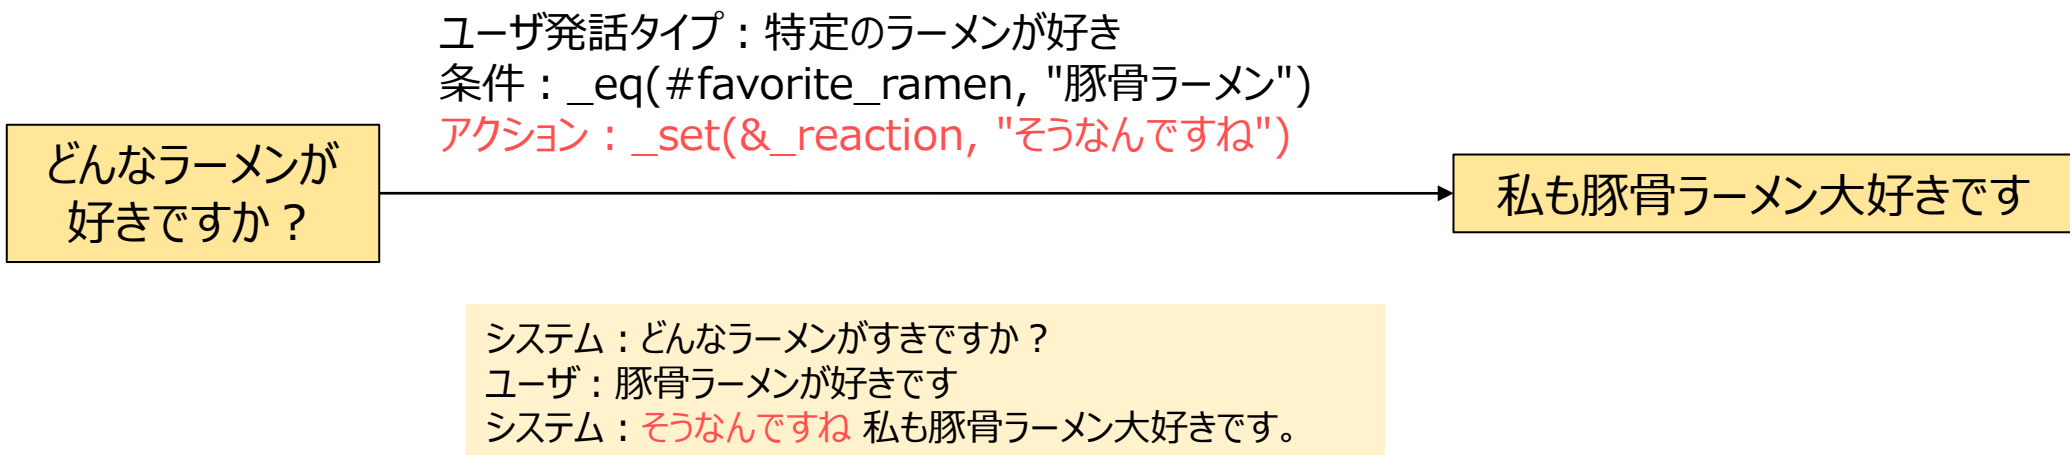 ユーザ発話タイプ：特定のラーメンが好き
条件：_eq(#favorite_ramen, "豚骨ラーメン")
アクション：_set(&_reaction, "そうなんですね")
どんなラーメンが
好きですか？
私も豚骨ラーメン大好きです
システム：どんなラーメンがすきですか？
ユーザ：豚骨ラーメンが好きです
システム：そうなんですね 私も豚骨ラーメン大好きです。